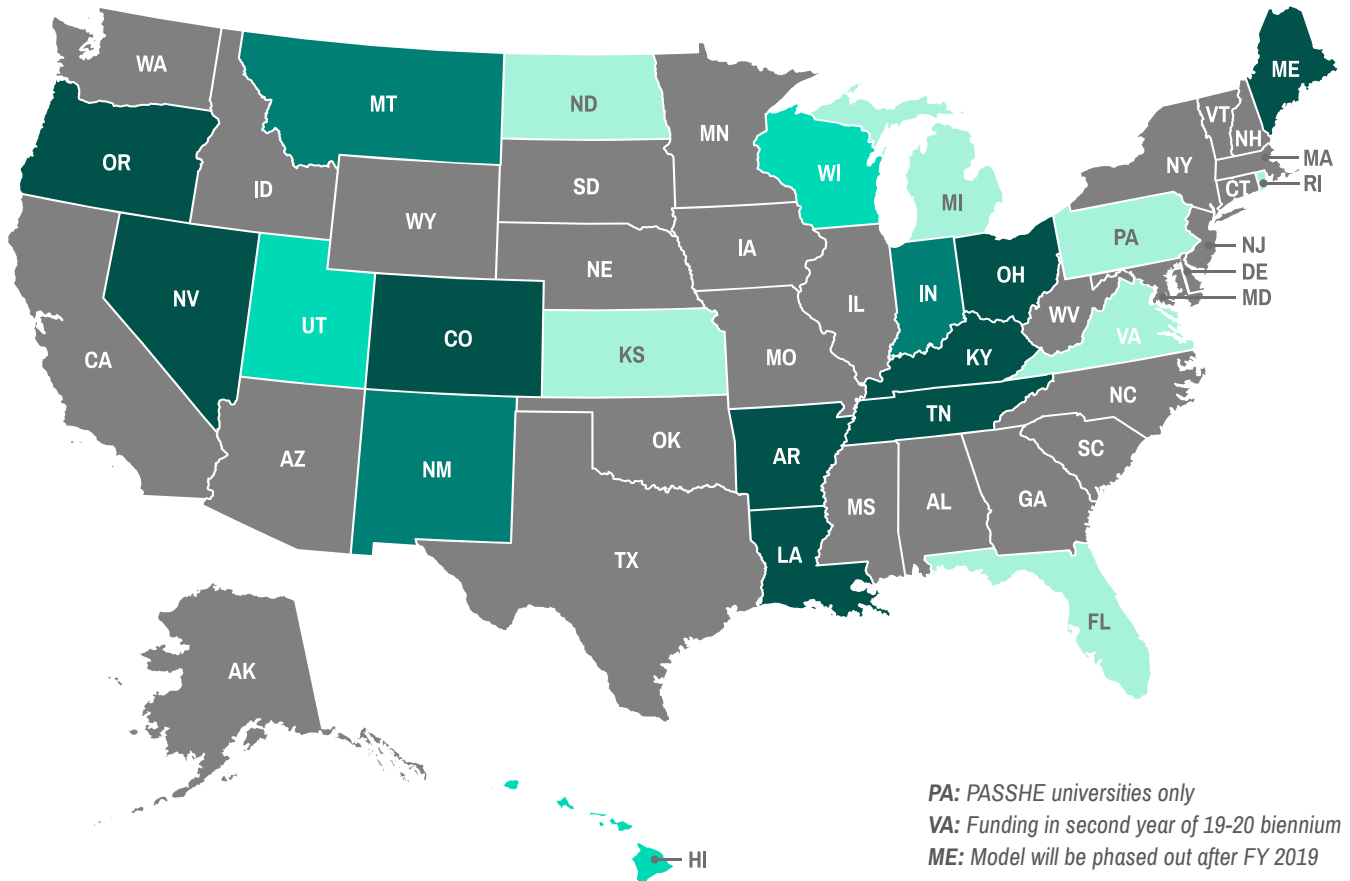 WA
MT
ND
MN
ME
VT
NH
OR
ID
WY
SD
WI
MI
NY
MA
RI
CT
PA
NJ
DE
MD
NE
IA
IL
IN
OH
WV
VA
NV
UT
CO
KS
MO
KY
CA
NC
TN
SC
AZ
NM
OK
AR
MS
AL
GA
TX
LA
FL
AK
HI
PA: PASSHE universities only
VA: Funding in second year of 19-20 biennium
ME: Model will be phased out after FY 2019